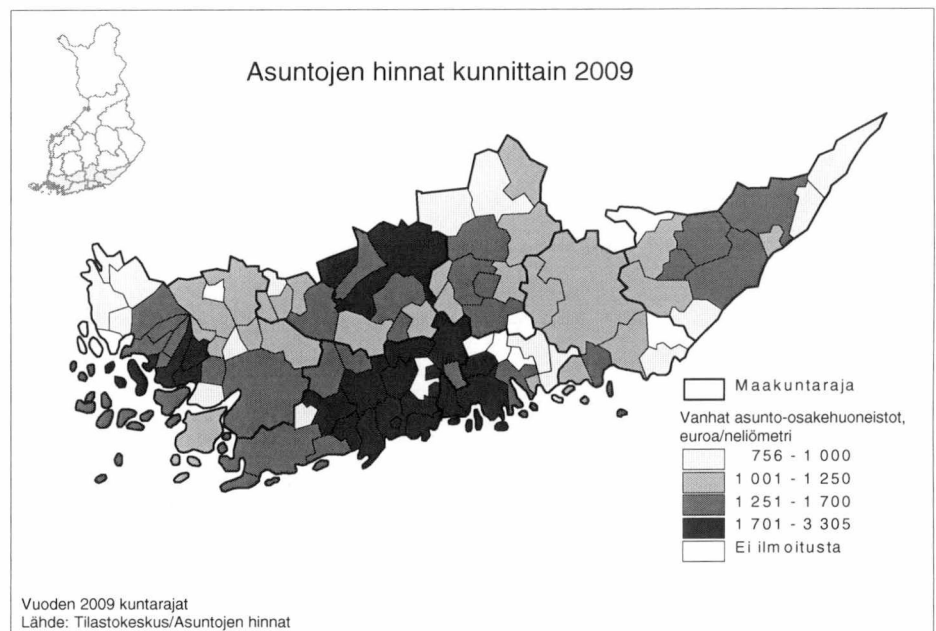 Asuntojen hinnat kunnittain 2009
Maakuntaraja
Vanhat asunto-osakehuoneistot,
euroa/neliömetri
756 - 1 000
1 001 - 1 250
1 251 - 1 700
1 701 - 3 305
Ei ilmoitusta
Vuoden 2009 kuntarajat
Lähde: Tilastokeskus/Asuntojen hinnat